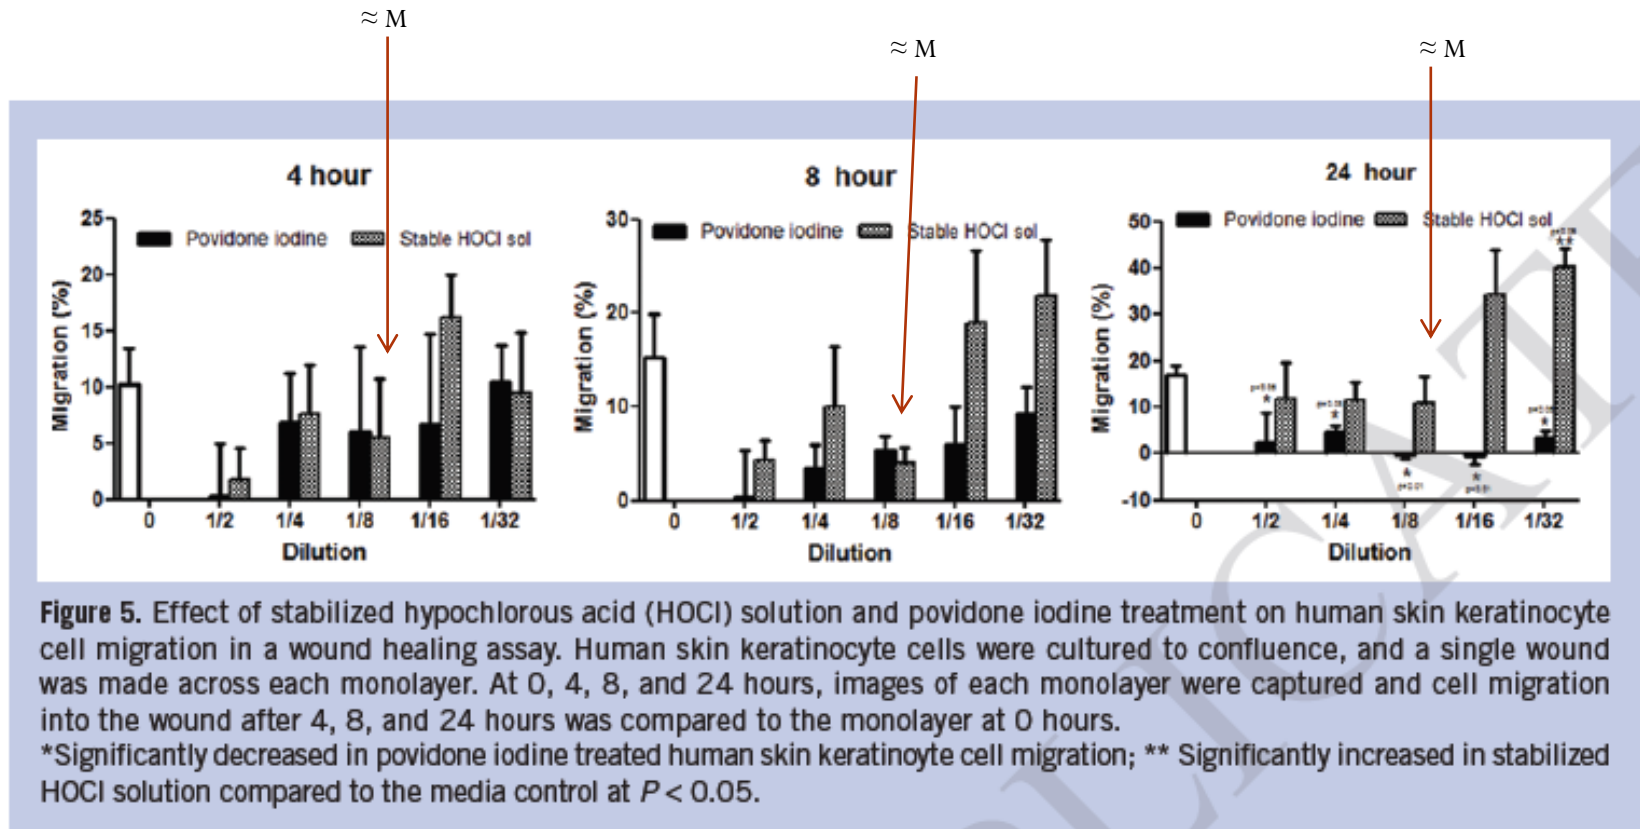 ≈ M
≈ M
≈ M
4 hour
25
20
15
10
5
0
Migration (%)
Povidone iodine
Stable HOCl sol
0 1/2 1/4 1/8 1/16 1/32
Dilution
8 hour
30
20
10
0
Migration (%)
Povidone iodine
Stable HOCl sol
0 1/2 1/4 1/8 1/16 1/32
Dilution
24 hour
50
40
30
20
10
0
-10
Migration (%)
Povidone iodine
Stable HOCl sol
*
*
*
*
*
**
0 1/2 1/4 1/8 1/16 1/32
Dilution
Figure 5. Effect of stabilized hypochlorous acid (HOCl) solution and povidone iodine treatment on human skin keratinocyte
cell migration in a wound healing assay. Human skin keratinocyte cells were cultured to confluence, and a single wound
was made across each monolayer. At 0, 4, 8, and 24 hours, images of each monolayer were captured and cell migration
into the wound after 4, 8, and 24 hours was compared to the monolayer at 0 hours.
*Significantly decreased in povidone iodine treated human skin keratinoyte cell migration; ** Significantly increased in stabilized
HOCl solution compared to the media control at P < 0.05.